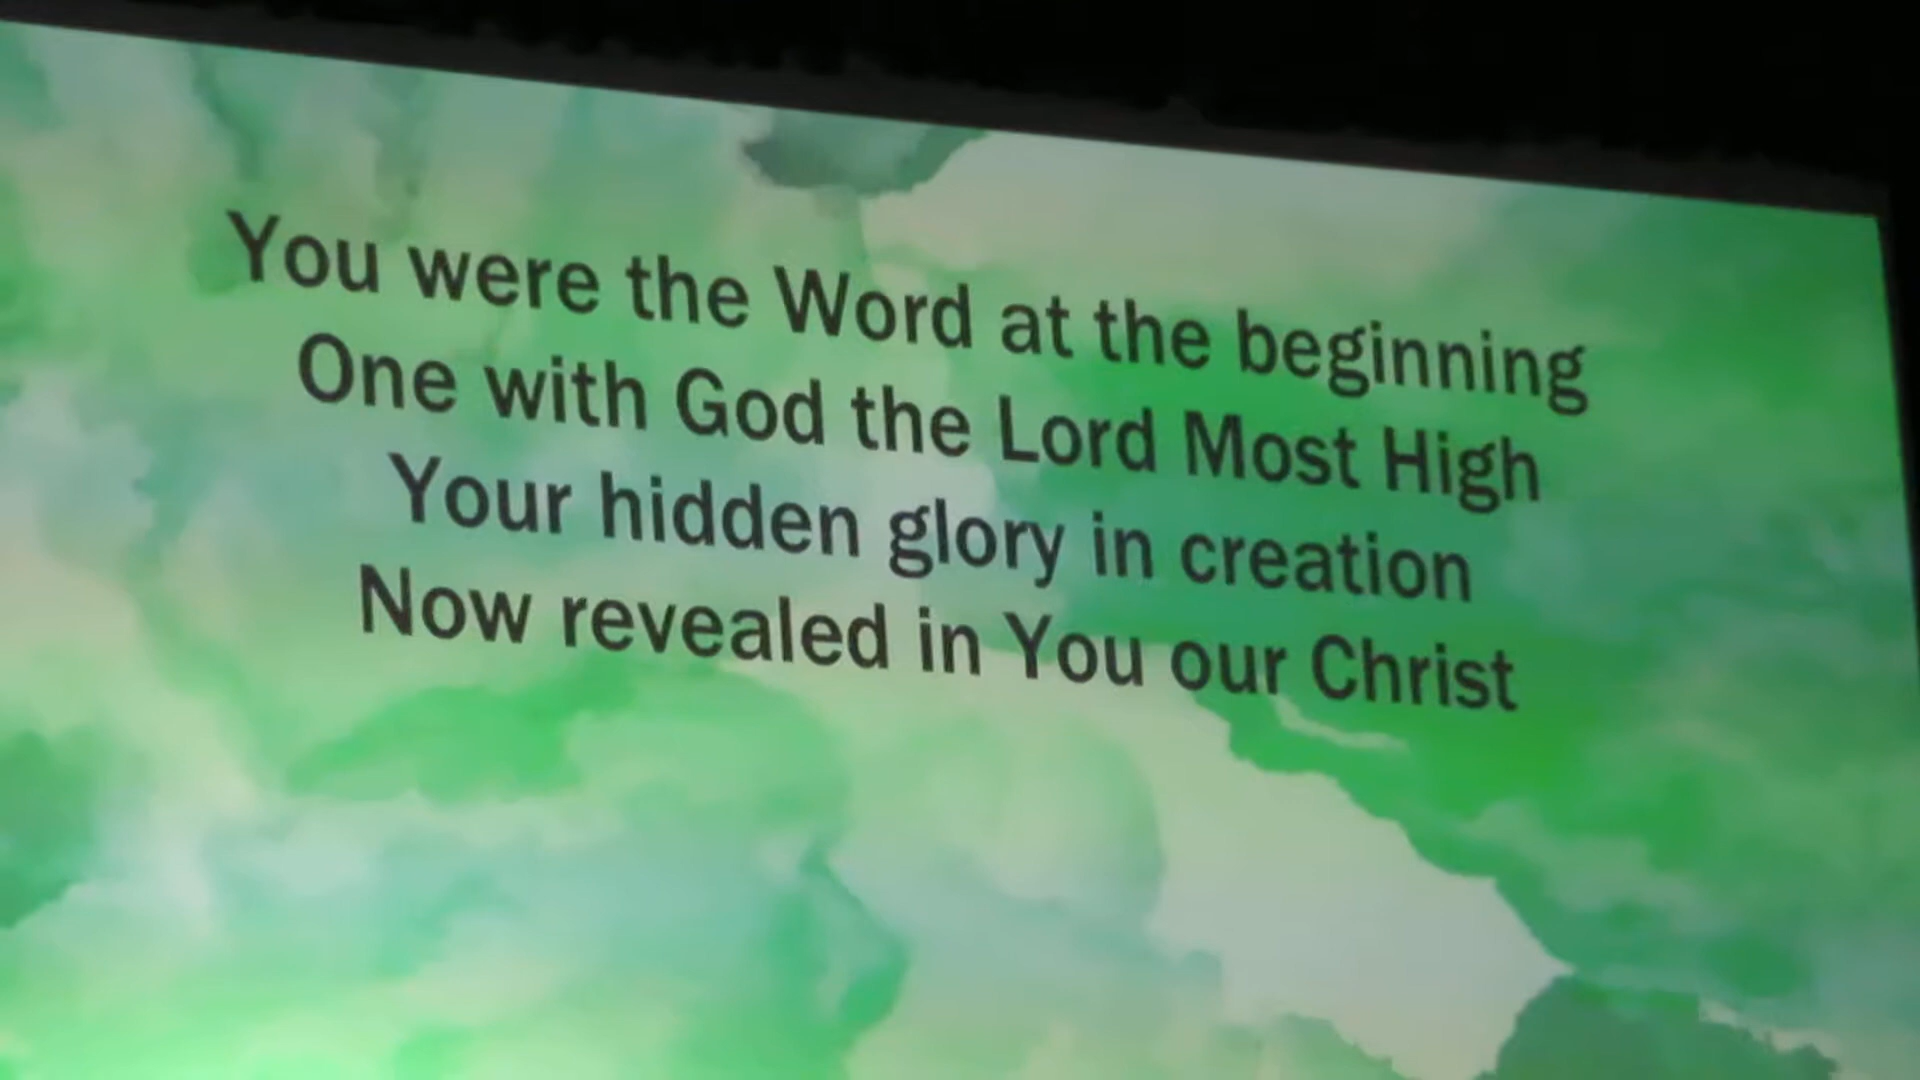 You were the Word at the beginning
One with God the Lord Most High
Your hidden glory in creation
Now revealed in You our Christ